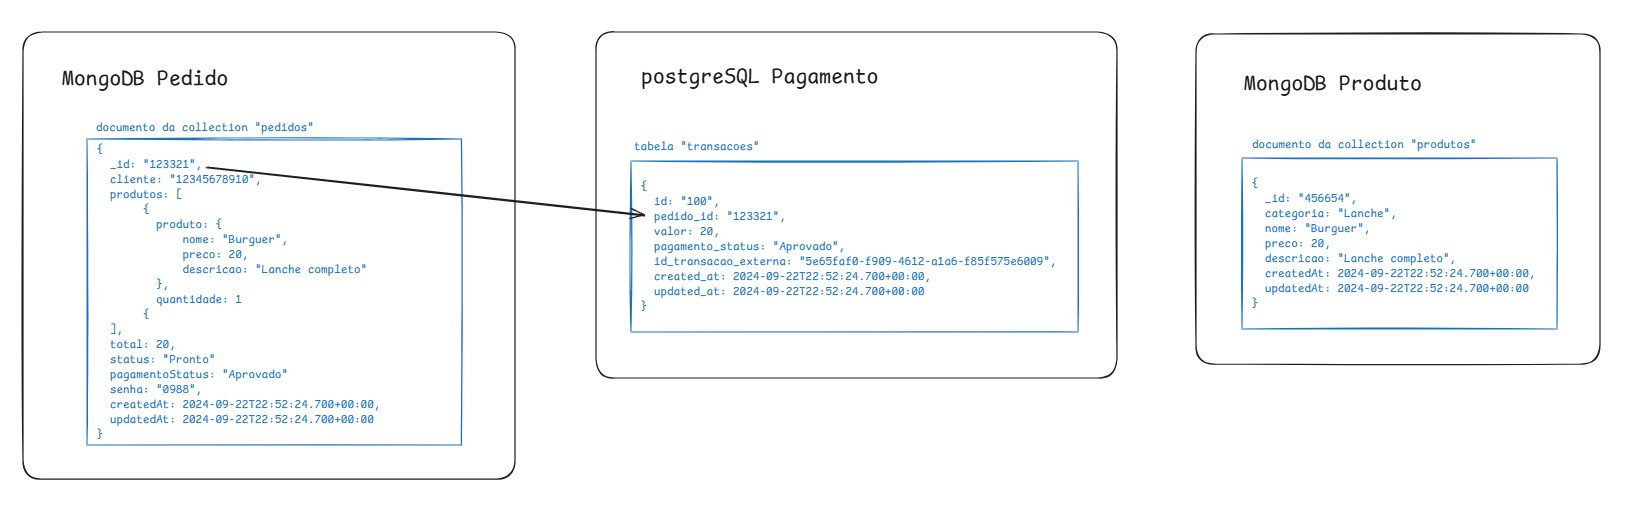 MongoDB Pedido
documento da collection "pedidos"
{
_id: "123321",
cliente: "12345678910",
produtos: [
{
produto: {
nome: "Burguer",
preco: 20,
descricao: "Lanche completo"
},
quantidade: 1
{
],
total: 20,
status: "Pronto"
pagamentoStatus: "Aprovado"
senha: "0988",
createdAt: 2024-09-22T22:52:24.700+00:00,
updatedAt: 2024-09-22T22:52:24.700+00:00
}
postgreSQL Pagamento
tabela "transacoes"
{
id: "100",
pedido_id: "123321",
valor: 20,
pagamento_status: "Aprovado",
id_transacao_externa: "5e65faf0-f909-4612-a1a6-f85f575e6009",
created_at: 2024-09-22T22:52:24.700+00:00,
updated_at: 2024-09-22T22:52:24.700+00:00
}
MongoDB Produto
documento da collection "produtos"
{
_id: "456654",
categoria: "Lanche",
nome: "Burguer",
preco: 20,
descricao: "Lanche completo",
createdAt: 2024-09-22T22:52:24.700+00:00,
updatedAt: 2024-09-22T22:52:24.700+00:00
}